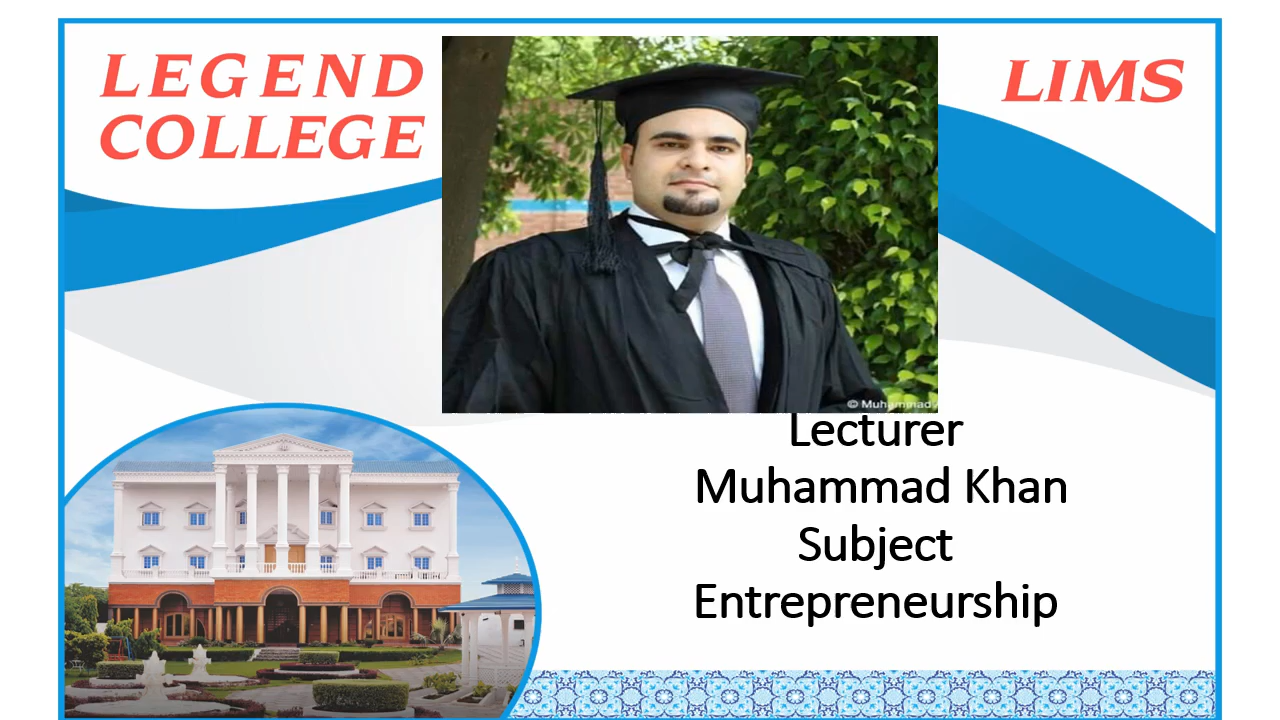 LEGEND
COLLEGE
LIMS
© Muhammad
Lecturer
Muhammad Khan
Subject
Entrepreneurship